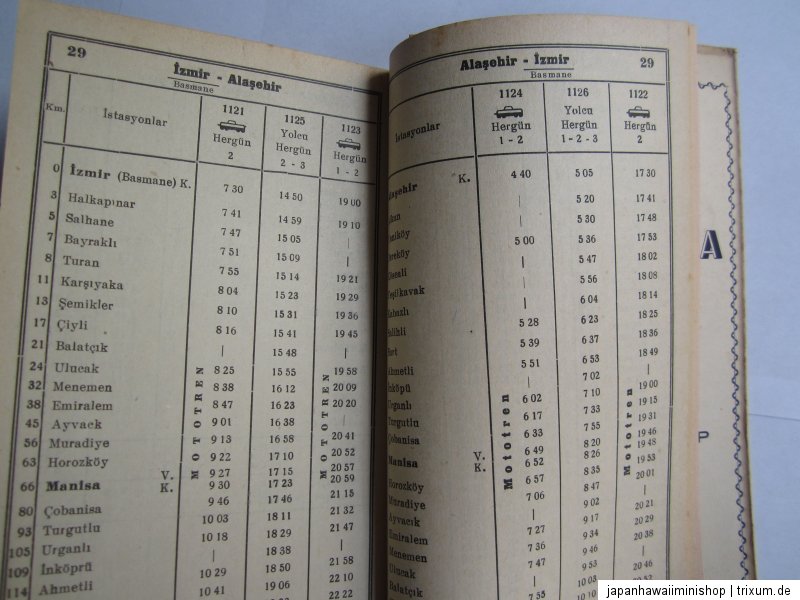 29
İzmir - Alaşehir
Basmane
Km.
İstasyonlar
1121
Hergün
2
1125
Yolcu
Hergün
2 - 3
1123
Hergün
1 - 2
0 İzmir (Basmane) K. 7 30 14 50 19 00
3 Halkapınar 7 41 14 59 19 10
5 Salhane 7 47 15 05 |
7 Bayraklı 7 51 15 09 |
8 Turan 7 55 15 14 19 21
11 Karşıyaka 8 04 15 23 19 29
13 Şemikler 8 10 15 31 19 36
17 Çiyli 8 16 15 41 19 45
21 Balatçık | 15 48 |
24 Ulucak 8 25 15 55 19 58
32 Menemen 8 38 16 12 20 09
38 Emiralem 8 47 16 23 20 20
45 Ayvack 9 01 16 38 |
56 Muradiye 9 13 16 58 20 41
63 Horozköy 9 22 17 10 20 52
V. 9 27 17 15 20 57
66 Manisa K. 9 30 17 23 20 59
80 Çobanisa 9 46 17 46 21 15
93 Turgutlu 10 03 18 11 21 32
105 Urganlı 10 18 18 29 21 47
109 İnköprü | 18 38 |
114 Ahmetli 10 29 18 50 21 58
10 41 19 06 22 10
22 22
MOTOTREN
MOTOTREN
Alaşehir - İzmir
Basmane
29
İstasyonlar
1124
Hergün
1 - 2
1126
Yolcu
Hergün
1 - 2 - 3
1122
Hergün
2
K. 4 40 5 05 17 30
| 5 20 17 41
| 5 30 17 48
5 00 5 36 17 53
| 5 47 18 02
| 5 56 18 08
| 6 04 18 14
5 28 6 23 18 25
5 39 6 37 18 36
Ahmetli 5 51 6 53 18 49
İnköpü | 7 02 |
Urganlı 6 02 7 10 19 00
Turgutlu 6 17 7 33 19 15
Çobanisa 6 33 7 55 19 31
V. 6 49 8 20 19 46
Manisa K. 6 52 8 26 19 48
Horozköy 6 57 8 35 19 53
Muradiye 7 06 8 47 20 01
Ayvacık | 9 02 |
Emiralem 7 27 9 17 20 21
Menemen 7 36 9 34 20 29
Ulucak 7 47 9 46 20 38
Balatçık | 9 53 |
7 55 10 03
Mototren
Mototren
A
P
japanhawaiiminishop | trixum.de